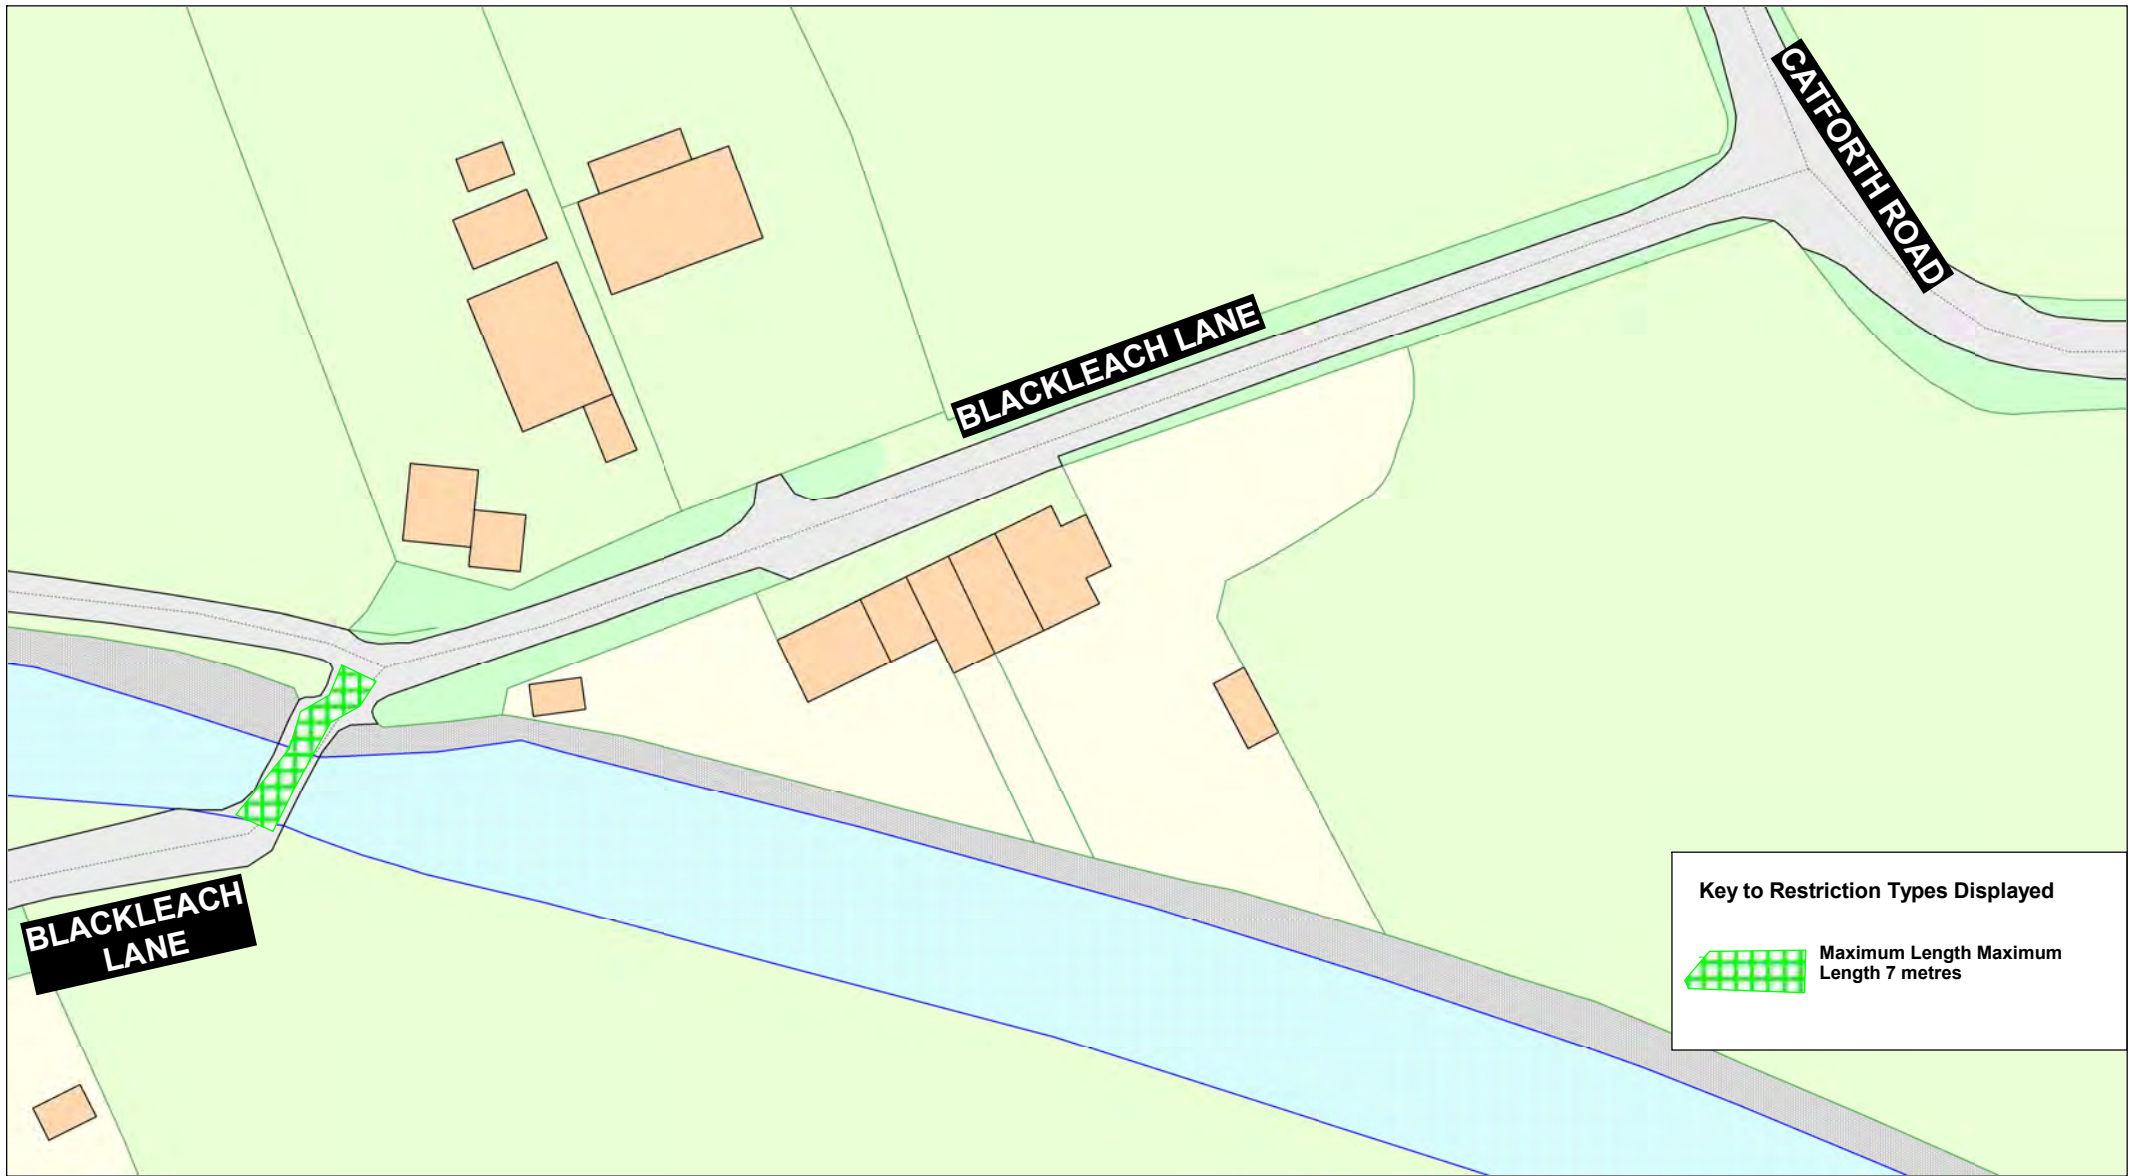 CATFORTH ROAD
BLACKLEACH LANE
BLACKLEACH
LANE
Key to Restriction Types Displayed
Maximum Length Maximum
Length 7 metres